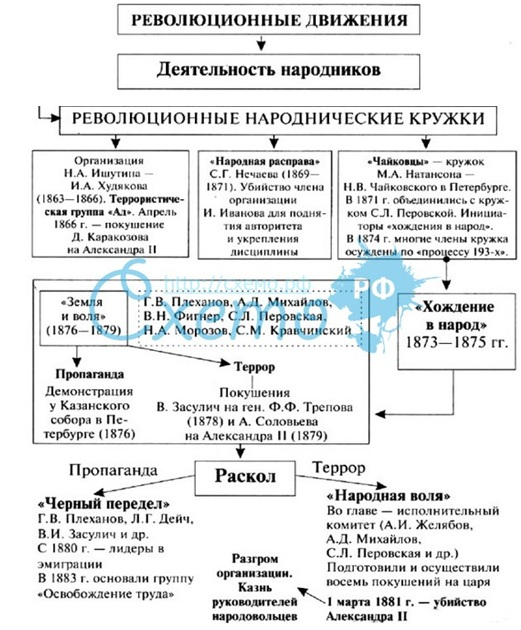 РЕВОЛЮЦИОННЫЕ ДВИЖЕНИЯ
Деятельность народников
РЕВОЛЮЦИОННЫЕ НАРОДНИЧЕСКИЕ КРУЖКИ
Организация
Н.А. Ишутина —
И.А. Худякова
(1863—1866). Террористи-
ческая группа «Ад». Апрель
1866 г. — покушение
Д. Каракозова
на Александра II
«Народная расправа»
С.Г. Нечаева (1869—
1871). Убийство члена
организации
И. Иванова для подня-
тия авторитета
и укрепления
дисциплины
«Чайковцы» — кружок
М.А. Натансона —
Н.В. Чайковского в Петербурге.
В 1871 г. объединились с круж-
ком С.Л. Перовской. Инициа-
торы «хождения в народ».
В 1874 г. многие члены кружка
осуждены по «процессу 193-х».
http://схемо.рф
Схемо РФ
«Земля
и воля»
(1876—1879)
Г.В. Плеханов, А.Д. Михайлов,
В.Н. Фигнер, С.Л. Перовская,
Н.А. Морозов, С.М. Кравчинский
«Хождение
в народ»
1873—1875 гг.
Пропаганда
Демонстрация
у Казанского
собора в Пе-
тербурге (1876)
Террор
Покушения
В. Засулич на ген. Ф.Ф. Трепова
(1878) и А. Соловьева
на Александра II (1879)
Пропаганда
Раскол
Террор
«Черный передел»
Г.В. Плеханов, Л.Г. Дейч,
В.И. Засулич и др.
С 1880 г. — лидеры в
эмиграции
В 1883 г. основали группу
«Освобождение труда»
«Народная воля»
Во главе — исполнительный
комитет (А.И. Желябов,
А.Д. Михайлов,
С.Л. Перовская и др.)
Подготовили и осуществили
восемь покушений на царя
Разгром
организации.
Казнь
руководителей
народовольцев
1 марта 1881 г. — убийство
Александра II